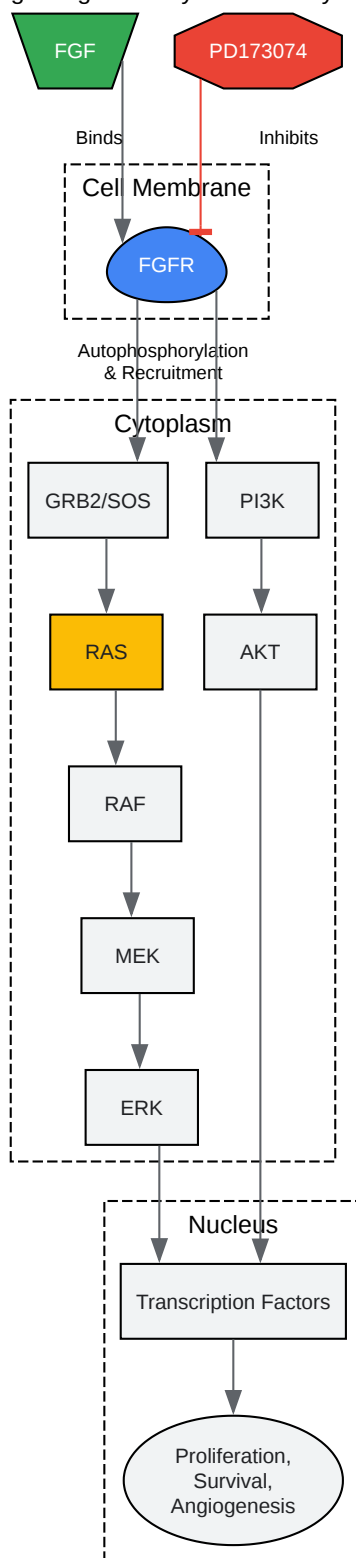 FGF
PD173074
Binds
Inhibits
Cell Membrane
FGFR
Autophosphorylation
& Recruitment
Cytoplasm
GRB2/SOS
PI3K
RAS
AKT
RAF
MEK
ERK
Nucleus
Transcription Factors
Proliferation,
Survival,
Angiogenesis